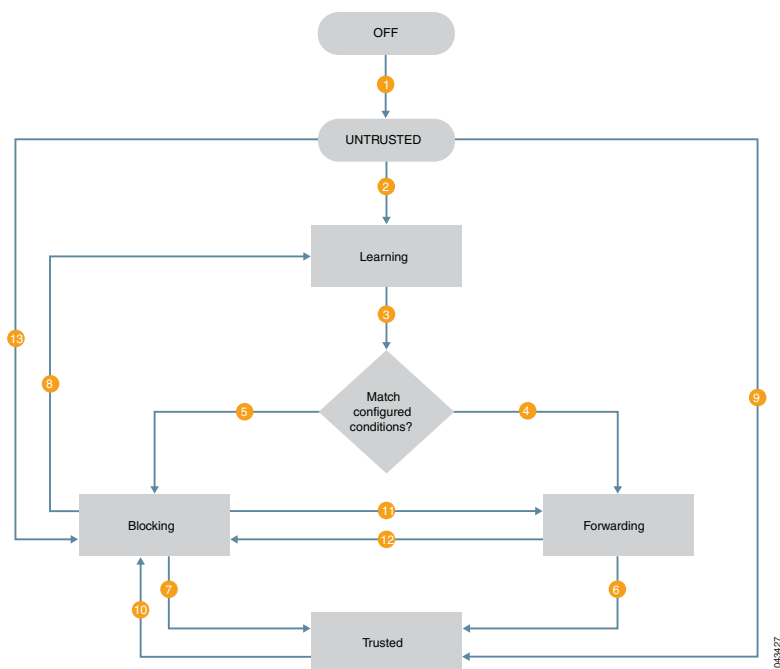 OFF
1
UNTRUSTED
2
Learning
3
13
8
Match
configured
conditions?
5
4
9
Blocking
11
Forwarding
12
7
6
10
Trusted
043427